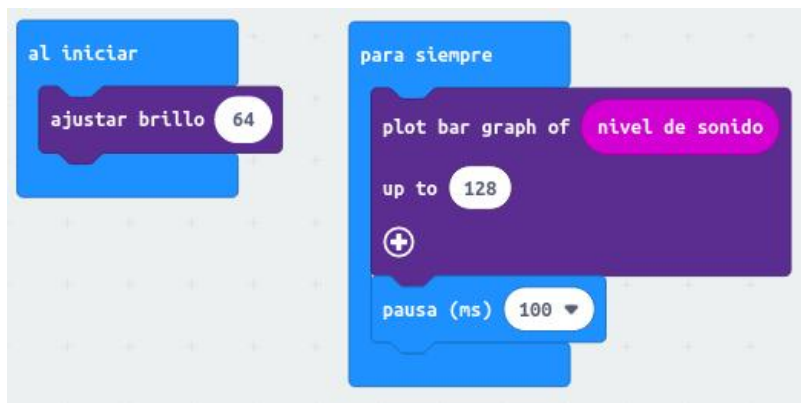 al iniciar
ajustar brillo 64
para siempre
plot bar graph of nivel de sonido
up to 128
pausa (ms) 100